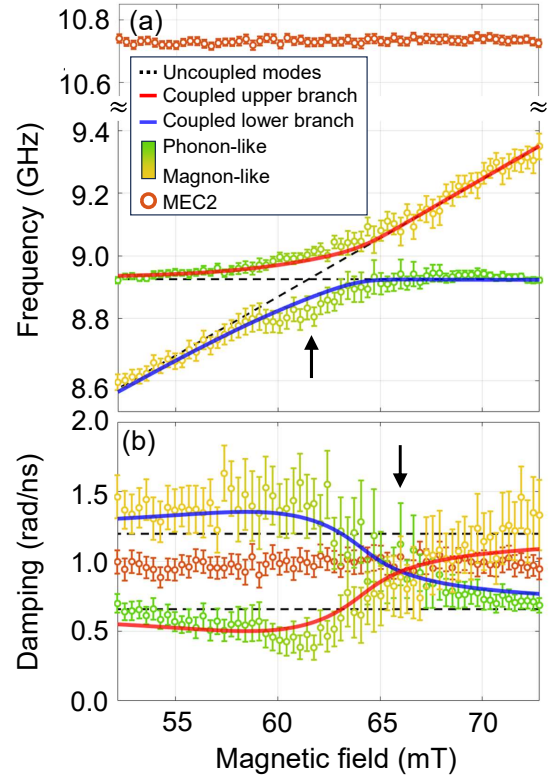 (a)
10.8
10.6
≈
≈
Uncoupled modes
Coupled upper branch
Coupled lower branch
Phonon-like
Magnon-like
MEC2
9.4
9.2
9.0
8.8
8.6
Frequency (GHz)
2.0
(b)
2.0
1.5
1.0
0.5
0.0
Damping (rad/ns)
55
60
65
70
Magnetic field (mT)